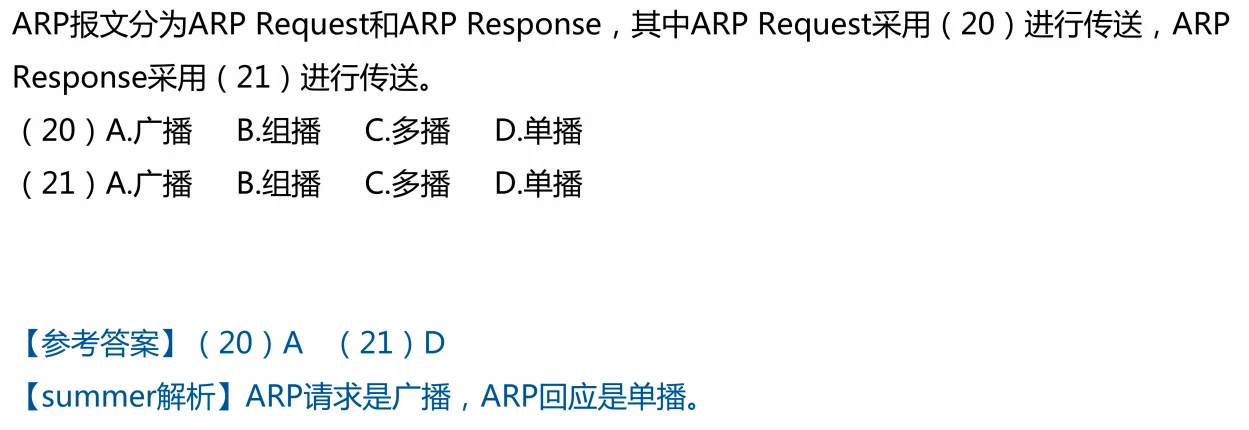 ARP报文分为ARP Request和ARP Response，其中ARP Request采用（20）进行传送，ARP
Response采用（21）进行传送。
（20）A.广播 B.组播 C.多播 D.单播
（21）A.广播 B.组播 C.多播 D.单播
【参考答案】（20）A （21）D
【summer解析】ARP请求是广播，ARP回应是单播。